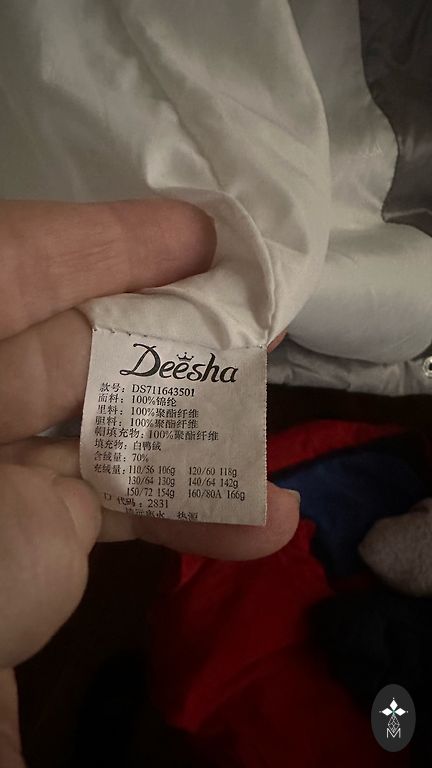 Deesha
款号：DS711643501
面料：100%锦纶
里料：100%聚酯纤维
胆料：100%聚酯纤维
帽填充物：100%聚酯纤维
填充物：白鸭绒
含绒量：70%
充绒量：110/56 106g 120/60 118g
130/64 130g 140/64 142g
150/72 154g 160/80A 166g
ID 代码：2831
M